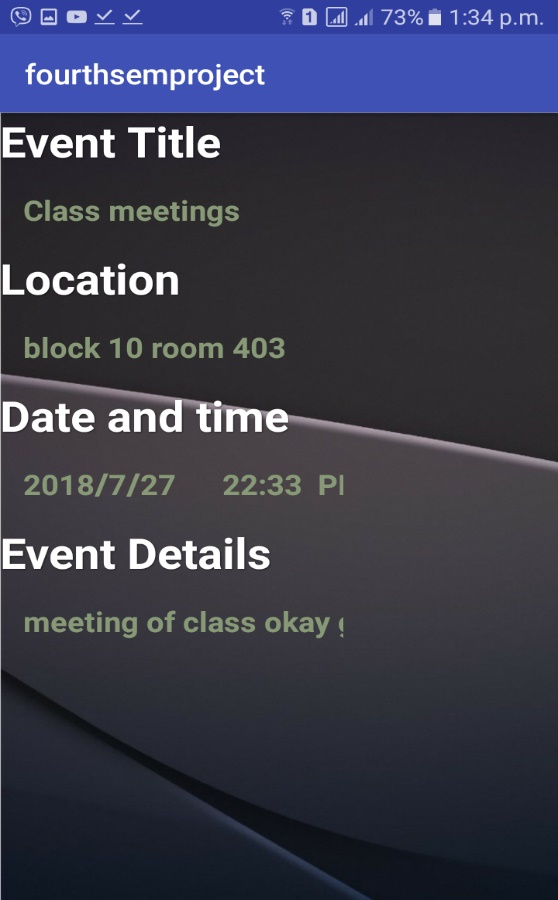 1 73% 1:34 p.m.
fourthsemproject
Event Title
Class meetings
Location
block 10 room 403
Date and time
2018/7/27 22:33
Event Details
meeting of class okay